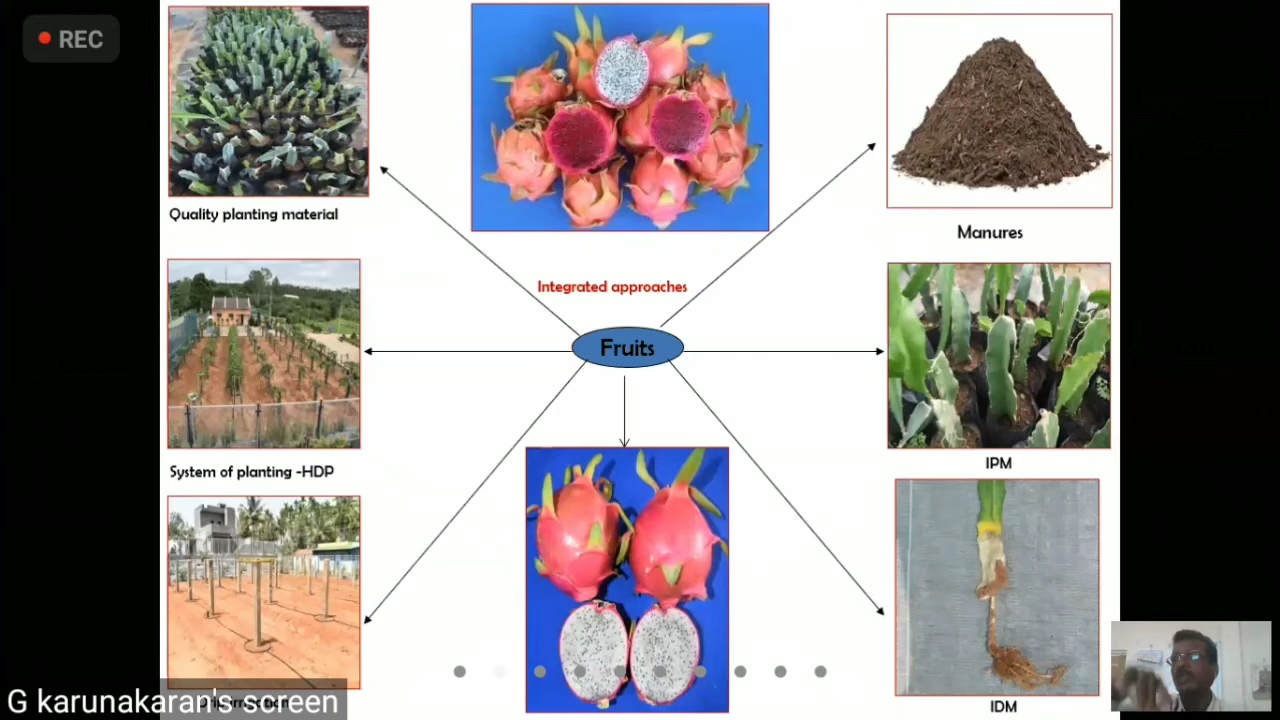 REC
Quality planting material
Manures
Integrated approaches
Fruits
System of planting -HDP
IPM
IDM
G karunakaran's screen